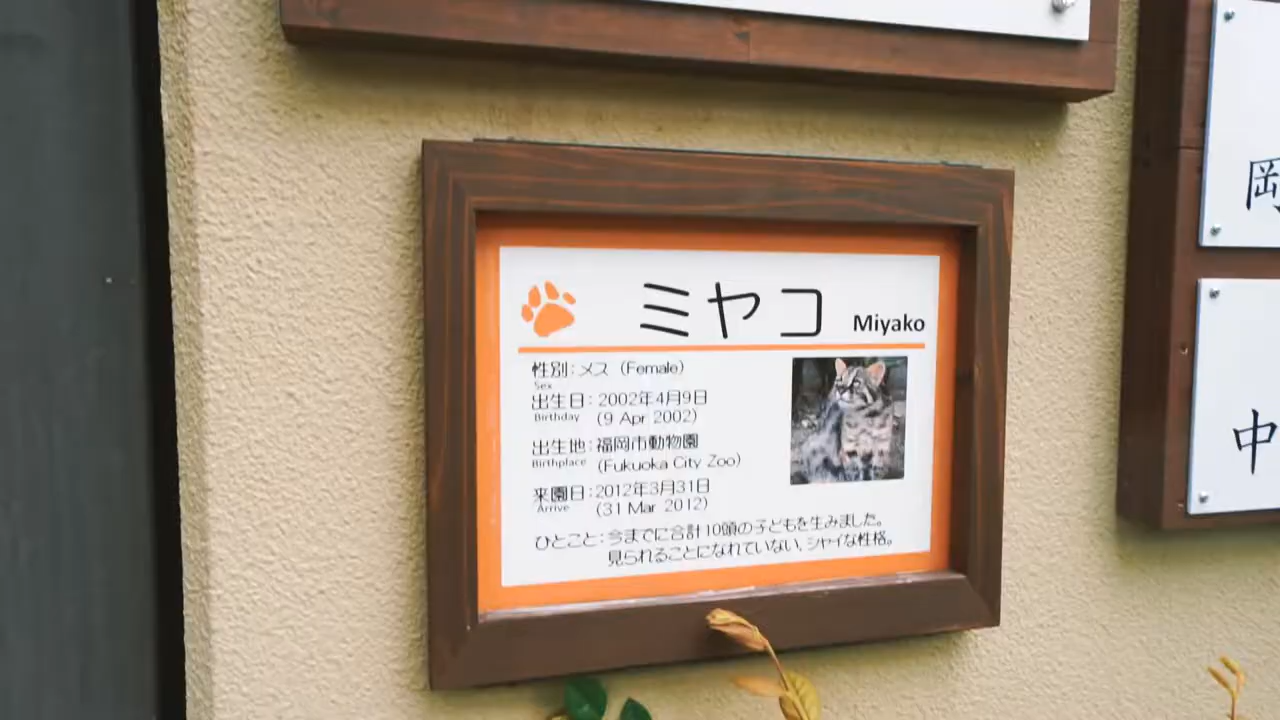 ミヤコ Miyako
性別：メス（Female）
Sex
出生日：2002年4月9日
Birthday (9 Apr 2002)
出生地：福岡市動物園
Birthplace (Fukuoka City Zoo)
来園日：2012年3月31日
Arrive (31 Mar 2012)
ひとこと：今までに合計10頭の子どもを生みました。
見られることになれていない、シャイな性格。
岡
中